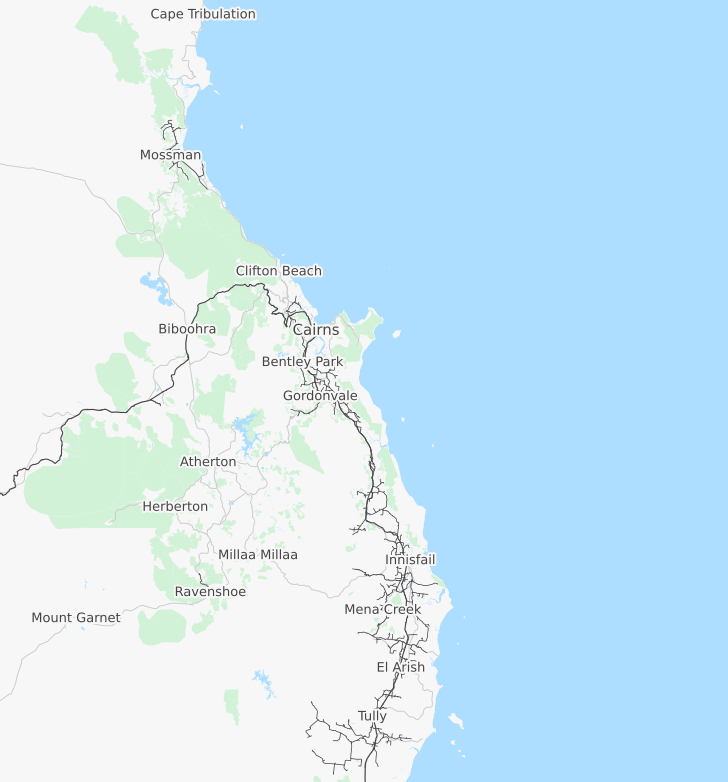 Cape Tribulation
Mossman
Clifton Beach
Biboohra
Cairns
Bentley Park
Gordonvale
Atherton
Herberton
Millaa Millaa
Innisfail
Ravenshoe
Mena Creek
Mount Garnet
El Arish
Tully